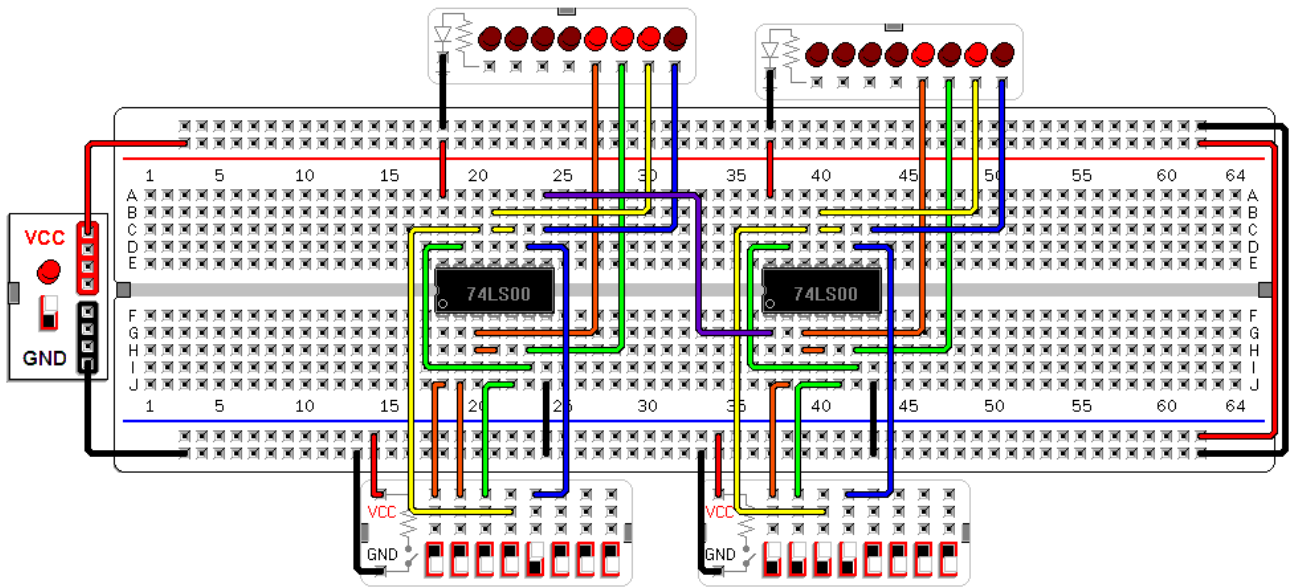 1 5 10 15 20 25 30 35 40 45 50 55 60 64
A A
B B
C C
D D
E E
VCC
74LS00 74LS00
GND
F F
G G
H H
I I
J J
1 5 10 15 20 25 30 35 40 45 50 55 60 64
VCC VCC
GND GND